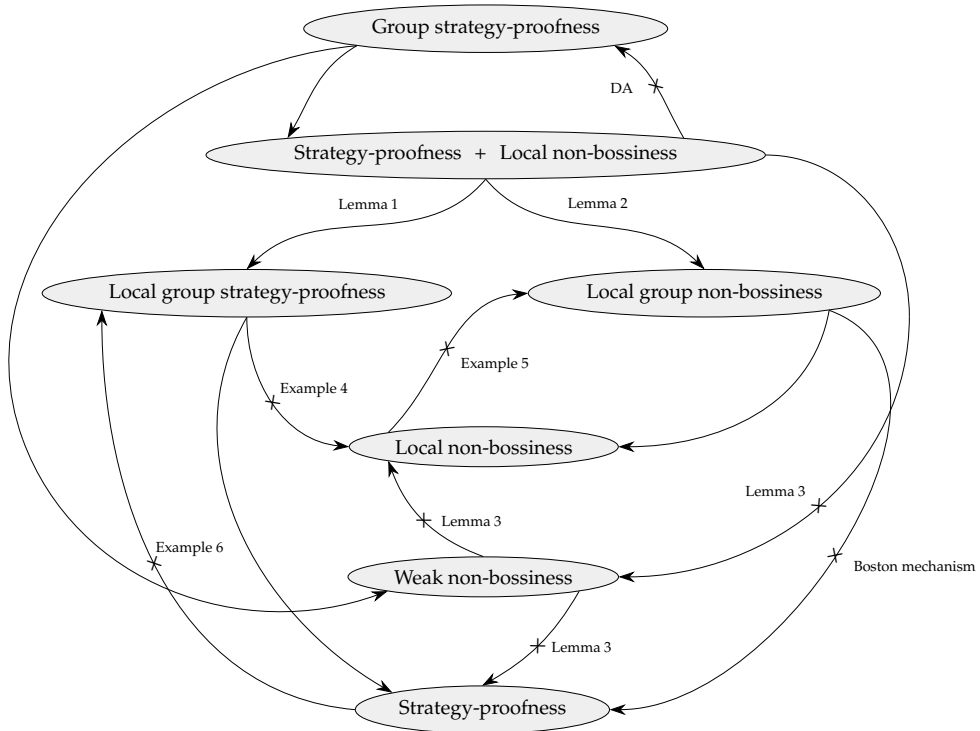 Group strategy-proofness
DA
Strategy-proofness + Local non-bossiness
Lemma 1
Lemma 2
Local group strategy-proofness
Local group non-bossiness
Example 5
Example 4
Local non-bossiness
Lemma 3
Lemma 3
Example 6
Boston mechanism
Weak non-bossiness
Lemma 3
Strategy-proofness